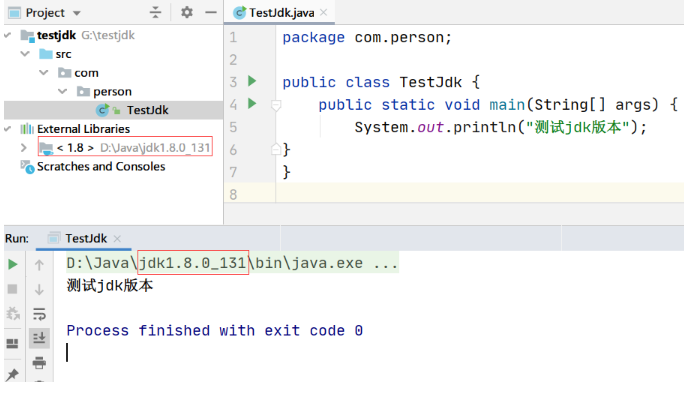 Project
testjdk G:\testjdk
src
com
person
TestJdk
External Libraries
< 1.8 > D:\Java\jdk1.8.0_131
Scratches and Consoles
TestJdk.java
1 package com.person;
2
3 public class TestJdk {
4 public static void main(String[] args) {
5 System.out.println("测试jdk版本");
6 }
7 }
8
Run: TestJdk
D:\Java\jdk1.8.0_131\bin\java.exe ...
测试jdk版本
Process finished with exit code 0